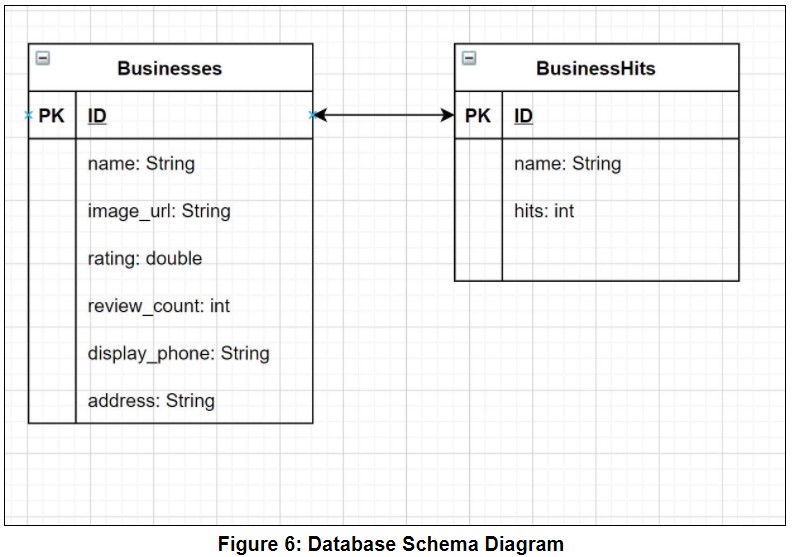 Businesses
PK ID
name: String
image_url: String
rating: double
review_count: int
display_phone: String
address: String
BusinessHits
PK ID
name: String
hits: int
Figure 6: Database Schema Diagram